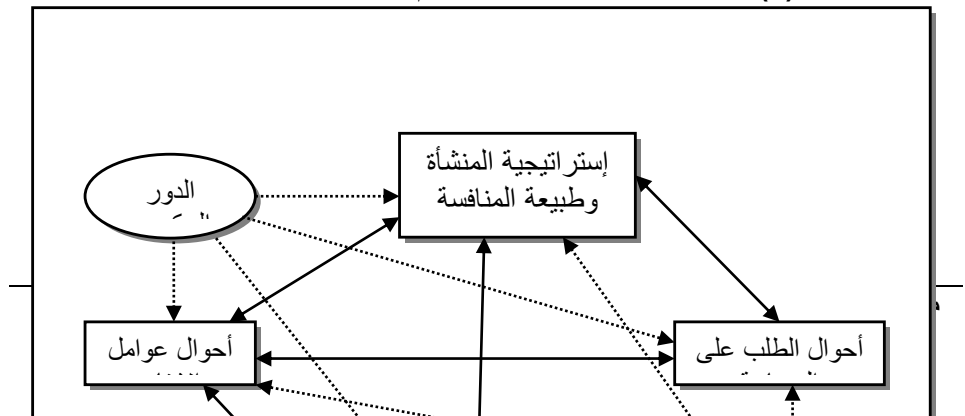 إستراتيجية المنشأة
وطبيعة المنافسة
الدور
أحوال عوامل
أحوال الطلب على